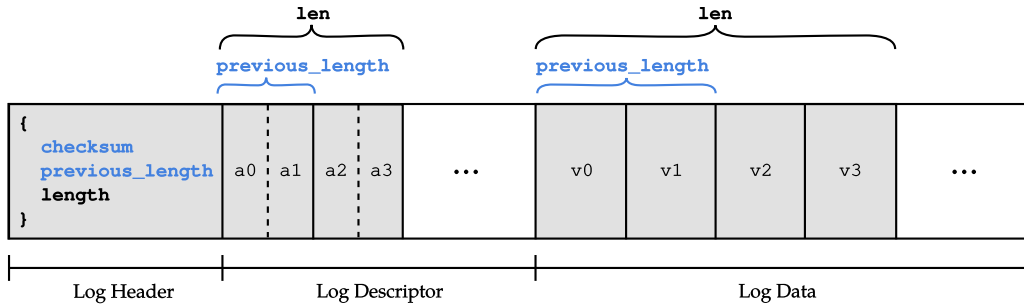 len
len
previous_length
previous_length
{
checksum
previous_length
length
}
a0 a1 a2 a3 ... v0 v1 v2 v3 ...
Log Header
Log Descriptor
Log Data